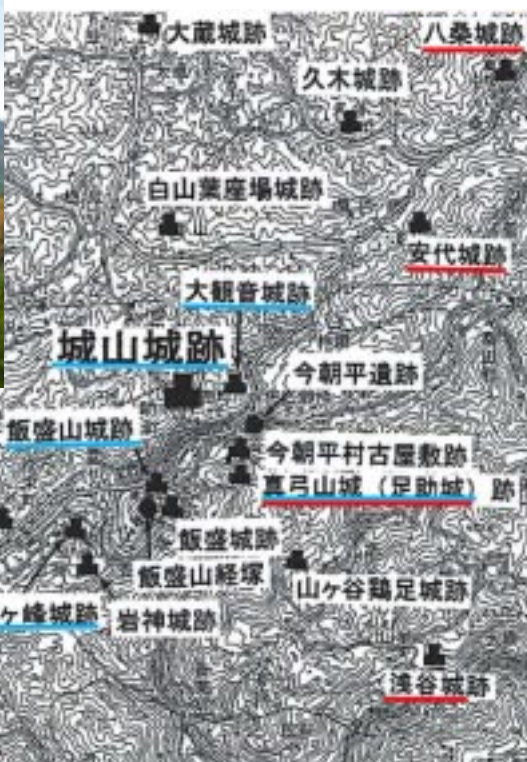 大蔵城跡
八桑城跡
久木城跡
白山葉座場城跡
安代城跡
大観音城跡
城山城跡
今朝平遺跡
飯盛山城跡
今朝平村古屋敷跡
真弓山城（足助城）跡
飯盛城跡
飯盛山経塚
山ヶ谷鶏足城跡
ヶ峰城跡
岩神城跡
浅谷城跡